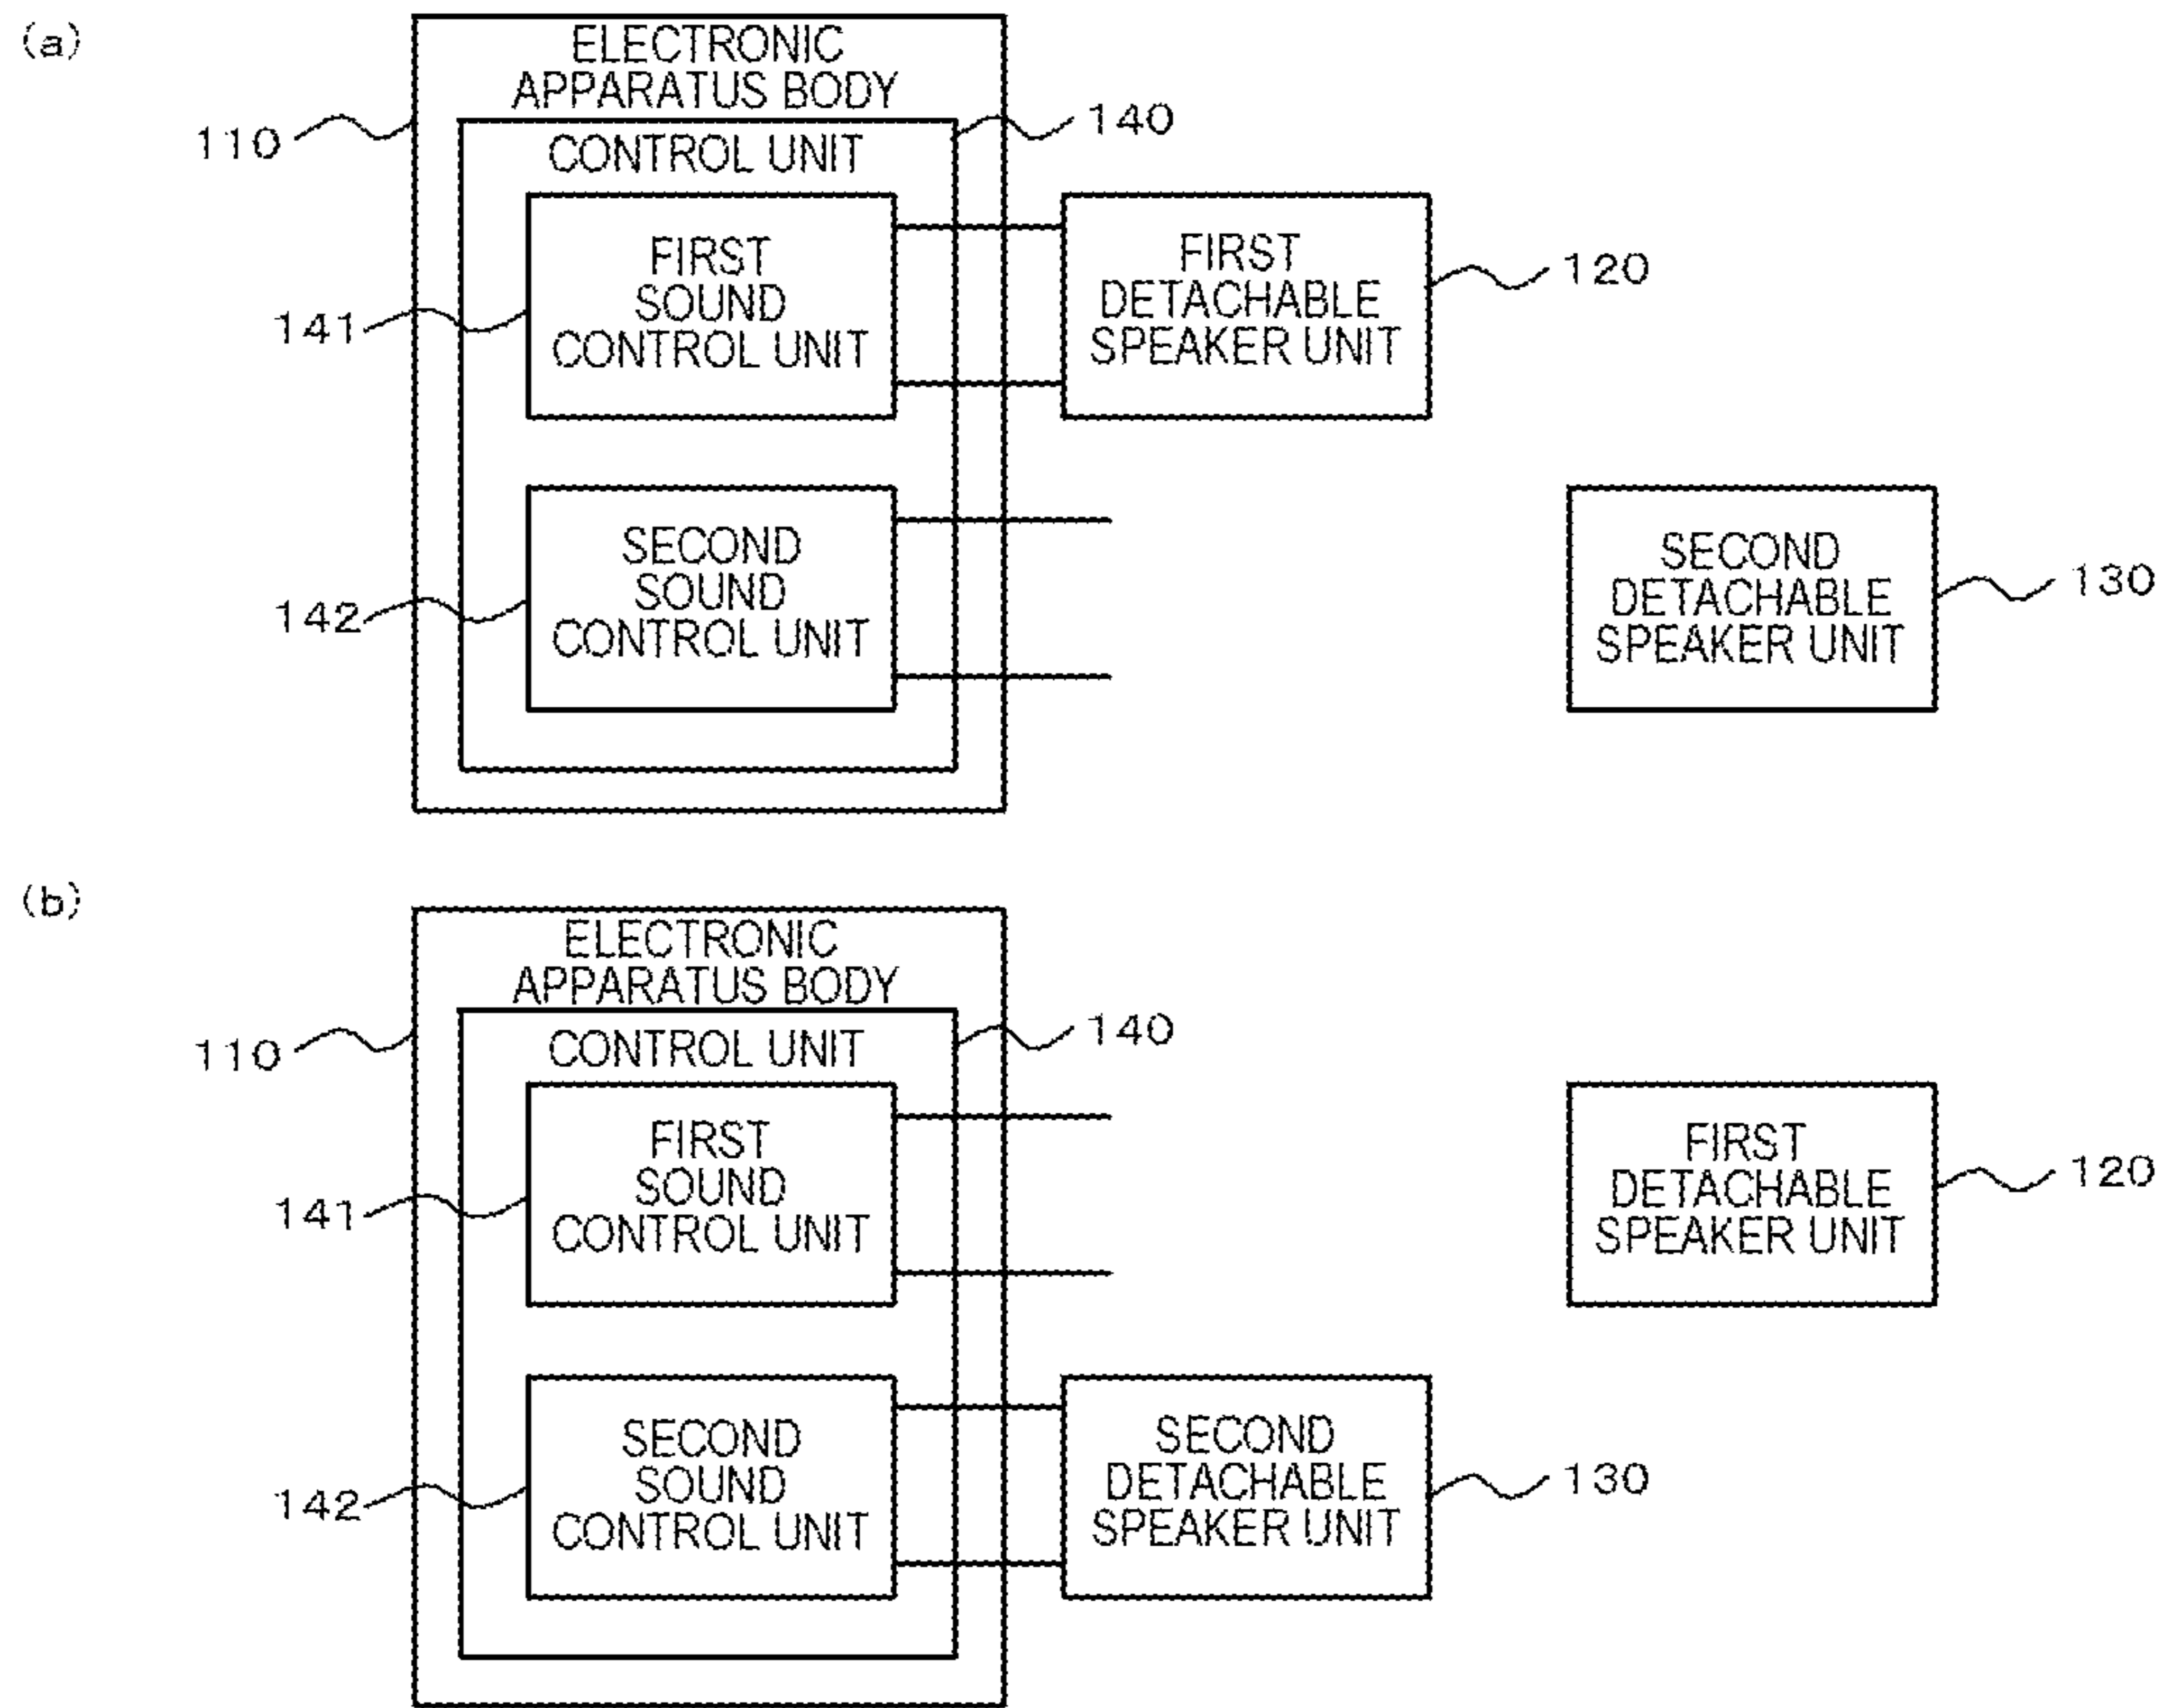 (a)
ELECTRONIC
APPARATUS BODY
110
CONTROL UNIT
140
FIRST
SOUND
CONTROL UNIT
141
FIRST
DETACHABLE
SPEAKER UNIT
120
SECOND
SOUND
CONTROL UNIT
142
SECOND
DETACHABLE
SPEAKER UNIT
130
(b)
ELECTRONIC
APPARATUS BODY
110
CONTROL UNIT
140
FIRST
SOUND
CONTROL UNIT
141
FIRST
DETACHABLE
SPEAKER UNIT
120
SECOND
SOUND
CONTROL UNIT
142
SECOND
DETACHABLE
SPEAKER UNIT
130